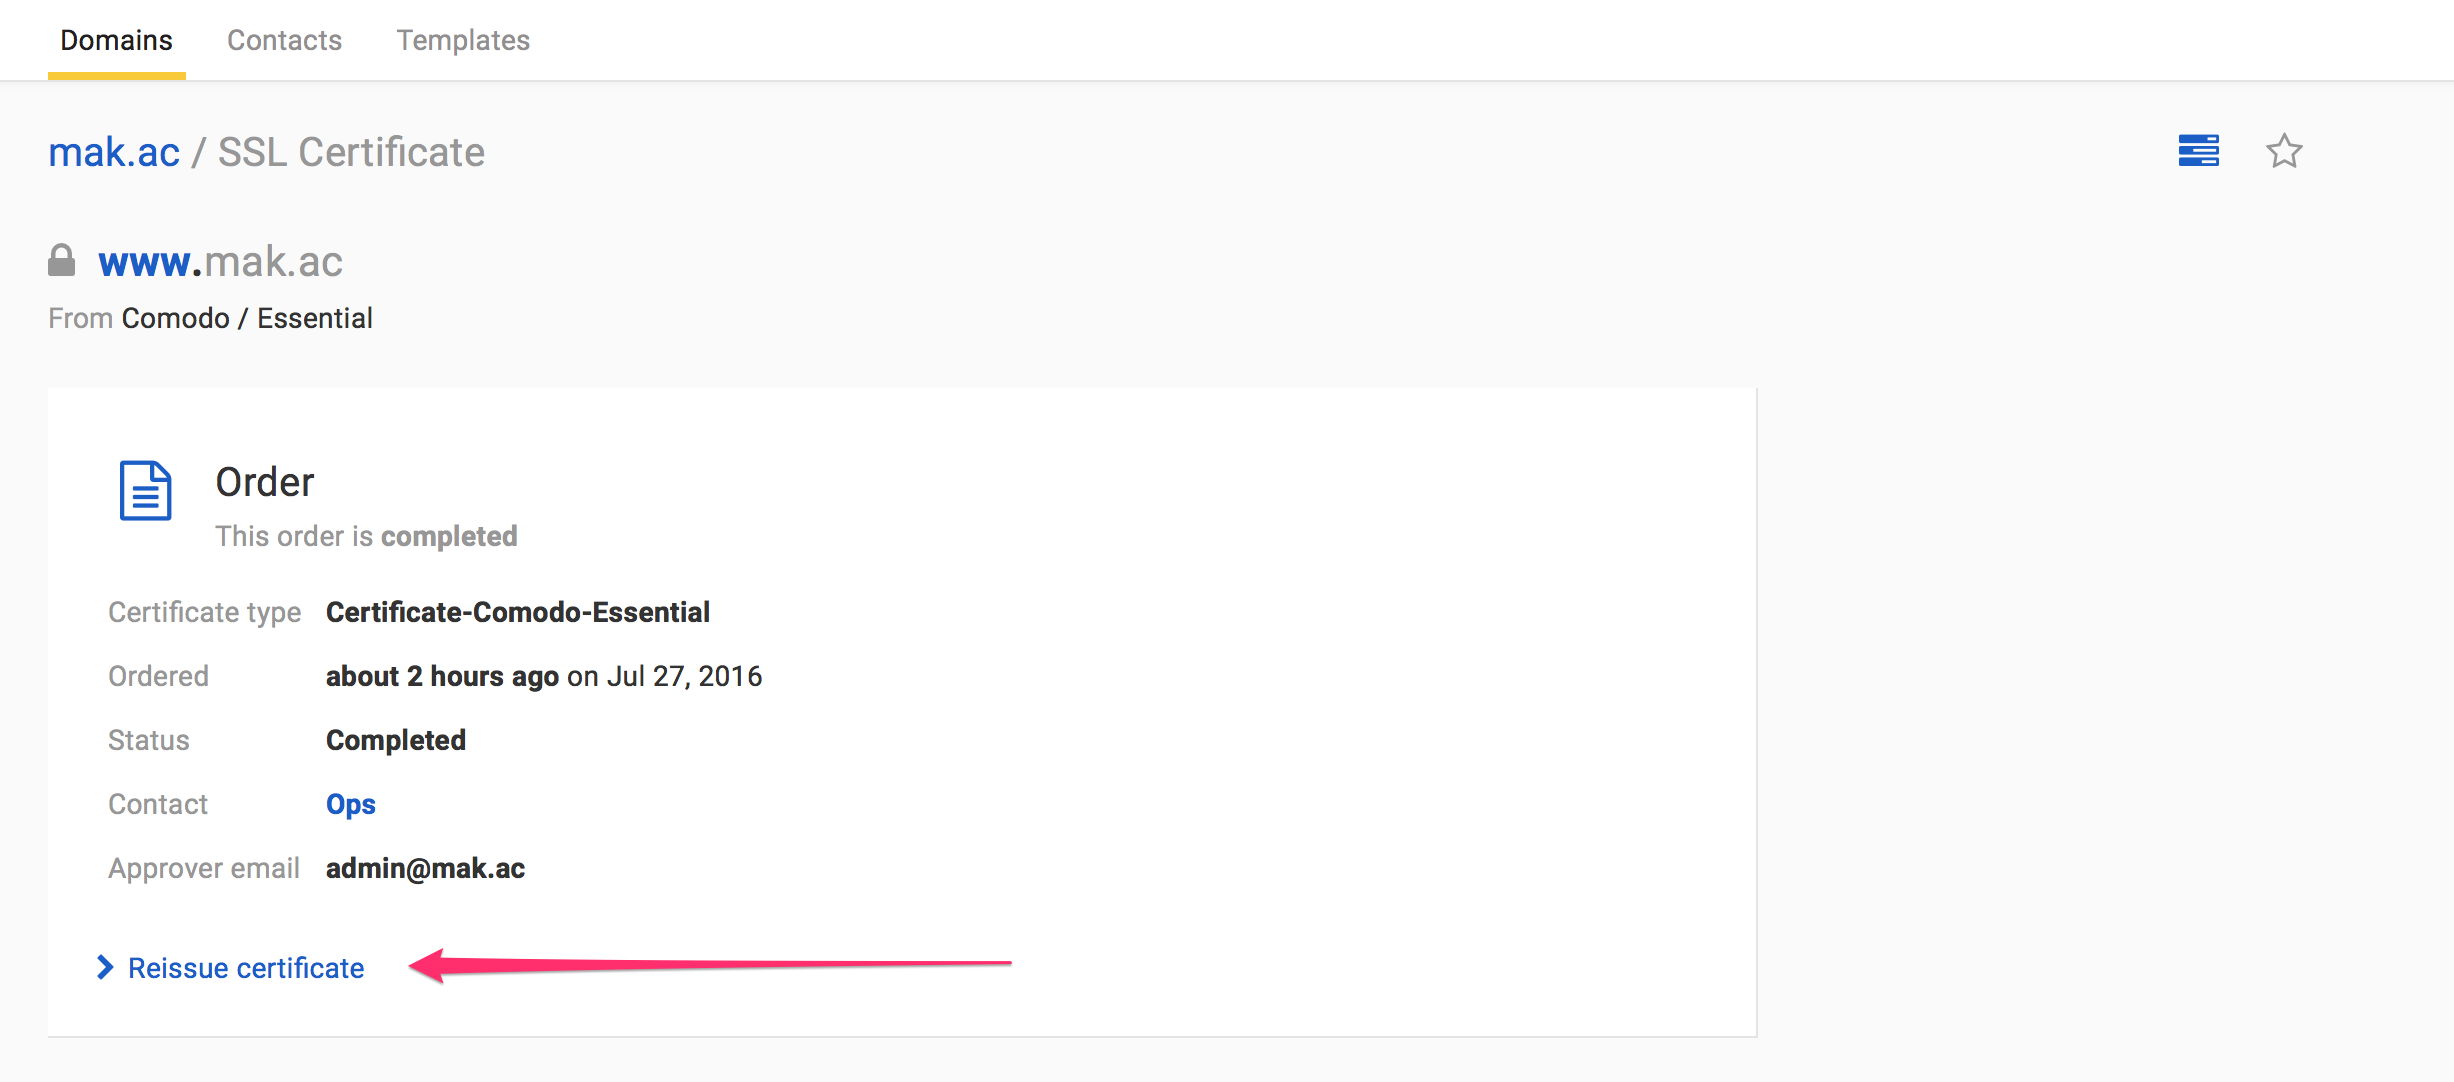 Domains Contacts Templates
mak.ac / SSL Certificate
www.mak.ac
From Comodo / Essential
Order
This order is completed
Certificate type Certificate-Comodo-Essential
Ordered about 2 hours ago on Jul 27, 2016
Status Completed
Contact Ops
Approver email admin@mak.ac
Reissue certificate